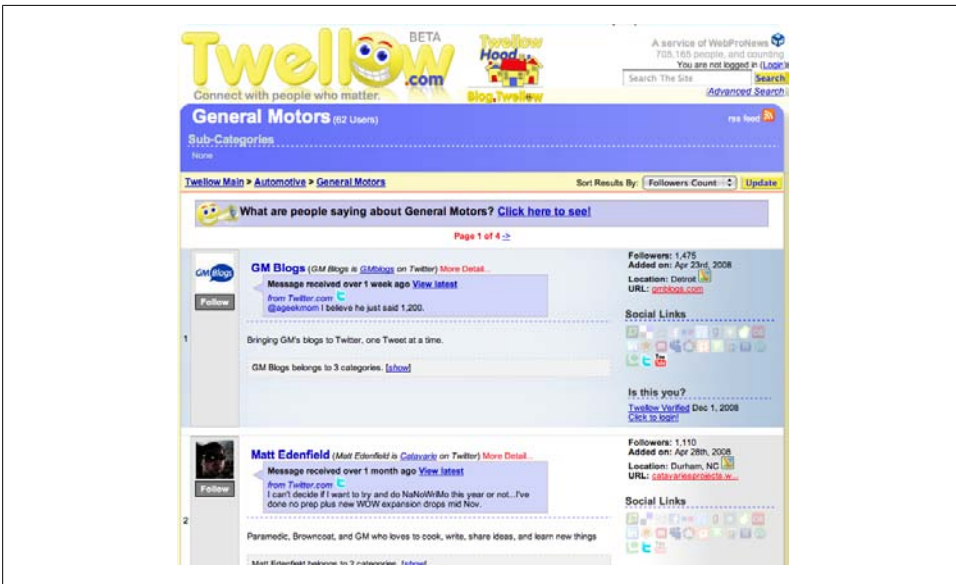 Twellow
BETA
.com
Connect with people who matter.
Twellow
Hood
Blog.Twellow
A service of WebProNews
708,165 people, and counting
You are not logged in (Login)
Search The Site
Search
Advanced Search
General Motors (62 Users)
rss feed
Sub-Categories
None
Twellow Main > Automotive > General Motors
Sort Results By: Followers Count Update
What are people saying about General Motors? Click here to see!
Page 1 of 4 ->
GM Blogs
Follow
1
GM Blogs (GM Blogs is GMblogs on Twitter) More Detail...
Message received over 1 week ago View latest
from Twitter.com
@ageekmom I believe he just said 1,200.
Bringing GM's blogs to Twitter, one Tweet at a time.
GM Blogs belongs to 3 categories. [show]
Followers: 1,475
Added on: Apr 23rd, 2008
Location: Detroit
URL: gmblogs.com
Social Links
Is this you?
Twellow Verified Dec 1, 2008
Click to login!
Follow
2
Matt Edenfield (Matt Edenfield is Catavarie on Twitter) More Detail...
Message received over 1 month ago View latest
from Twitter.com
I can't decide if I want to try and do NaNoWriMo this year or not...I've
done no prep plus new WOW expansion drops mid Nov.
Paramedic, Browncoat, and GM who loves to cook, write, share ideas, and learn new things
Matt Edenfield belongs to 2 categories. [show]
Followers: 1,110
Added on: Apr 28th, 2008
Location: Durham, NC
URL: catavariesprojects.w...
Social Links